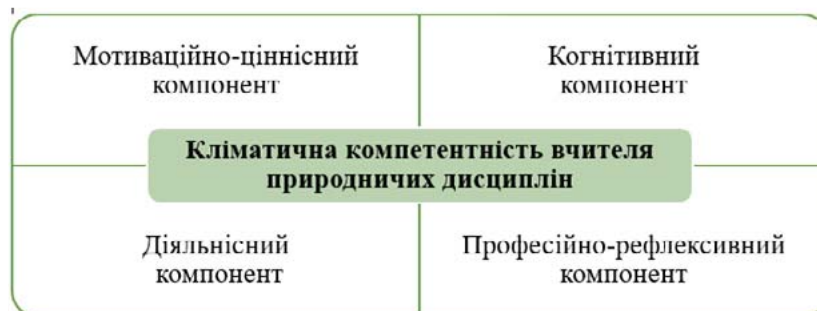 Мотиваційно-ціннісний
компонент
Когнітивний
компонент
Кліматична компетентність вчителя
природничих дисциплін
Діяльнісний
компонент
Професійно-рефлексивний
компонент